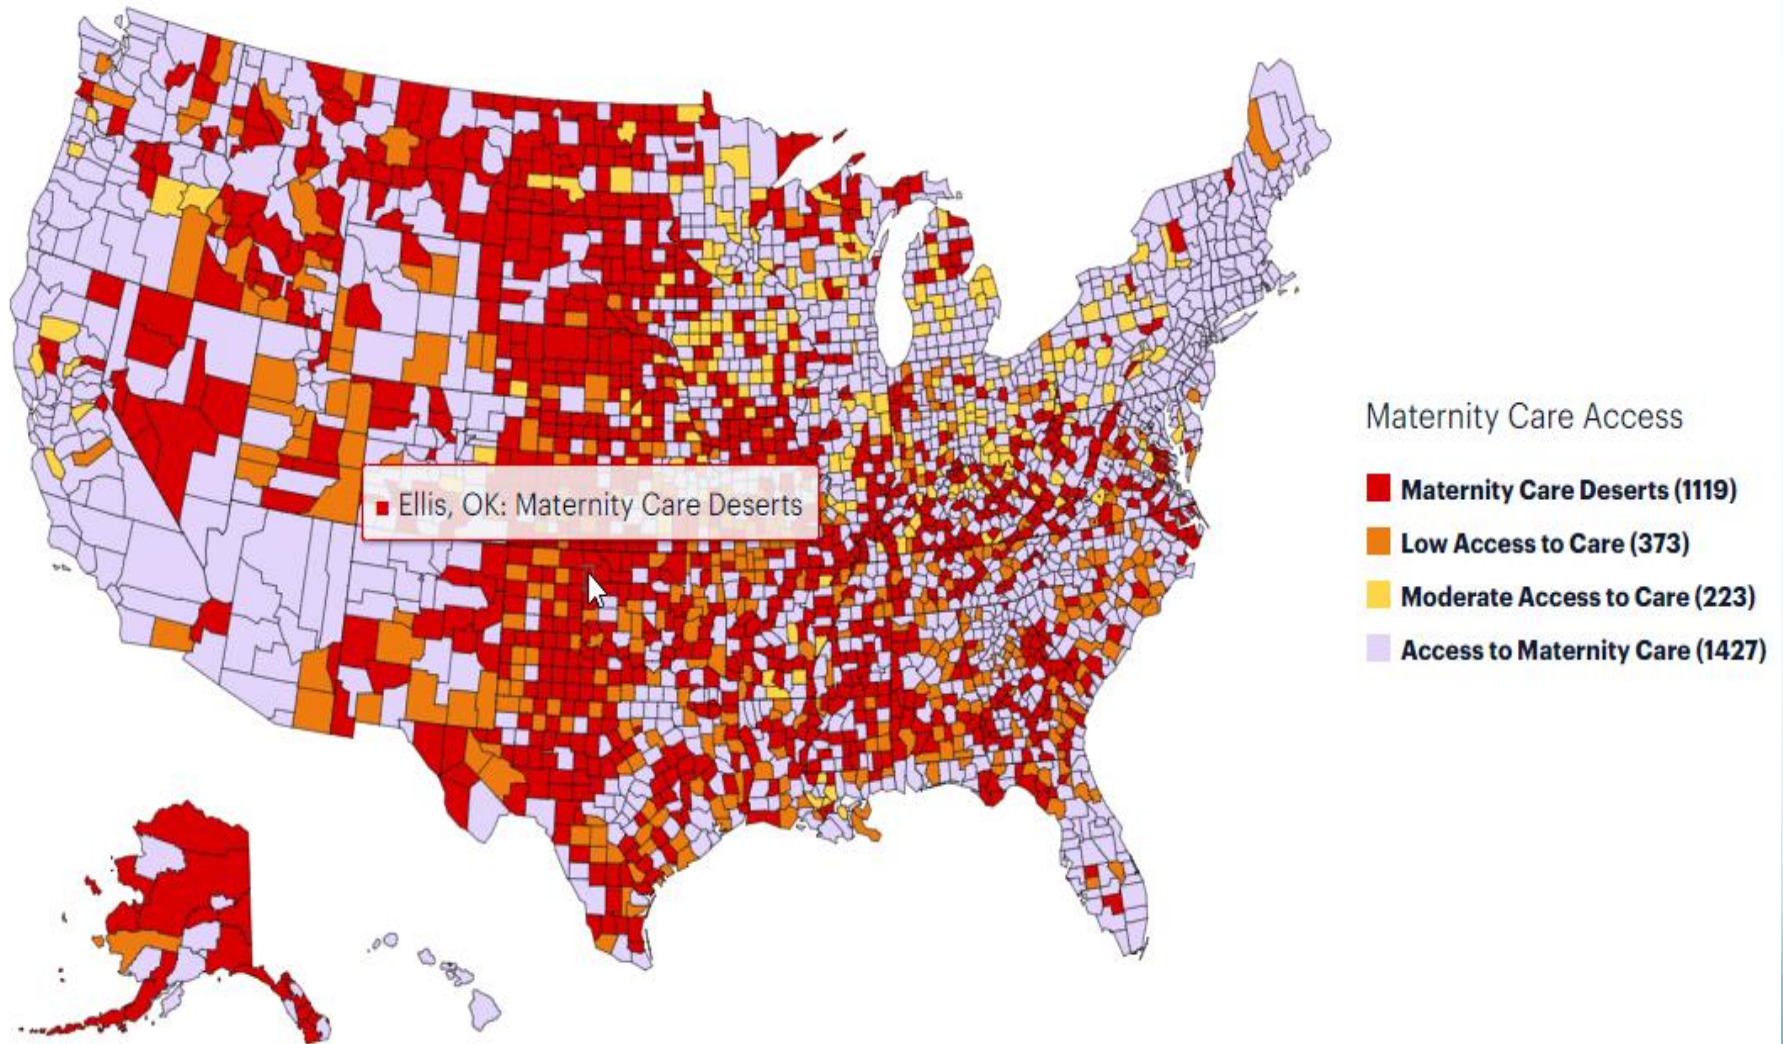 Ellis, OK: Maternity Care Deserts
Maternity Care Access
Maternity Care Deserts (1119)
Low Access to Care (373)
Moderate Access to Care (223)
Access to Maternity Care (1427)